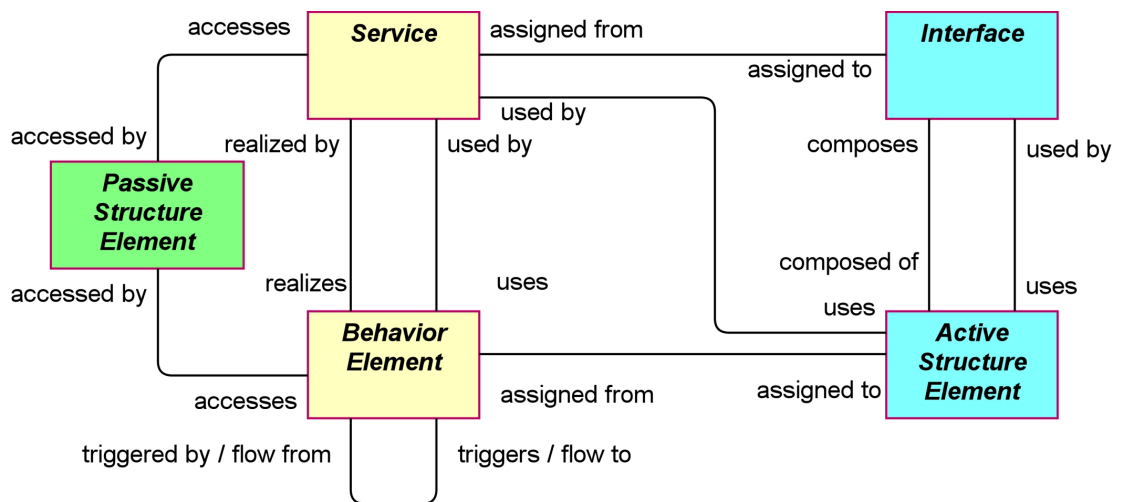 accesses
Service
assigned from
Interface
assigned to
used by
accessed by
realized by
used by
composes
used by
Passive
Structure
Element
composed of
accessed by
realizes
uses
uses
uses
Behavior
Element
Active
Structure
Element
accesses
assigned from
assigned to
triggered by / flow from
triggers / flow to